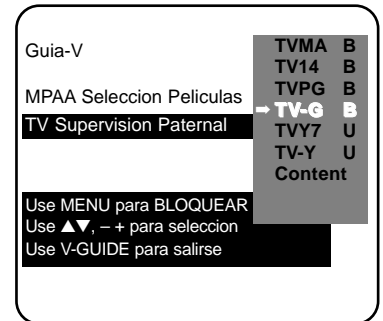 Guia-V
MPAA Seleccion Peliculas
TV Supervision Paternal
TVMA B
TV14 B
TVPG B
➡ TV-G B
TVY7 U
TV-Y U
Content
Use MENU para BLOQUEAR
Use ▲▼, – + para seleccion
Use V-GUIDE para salirse